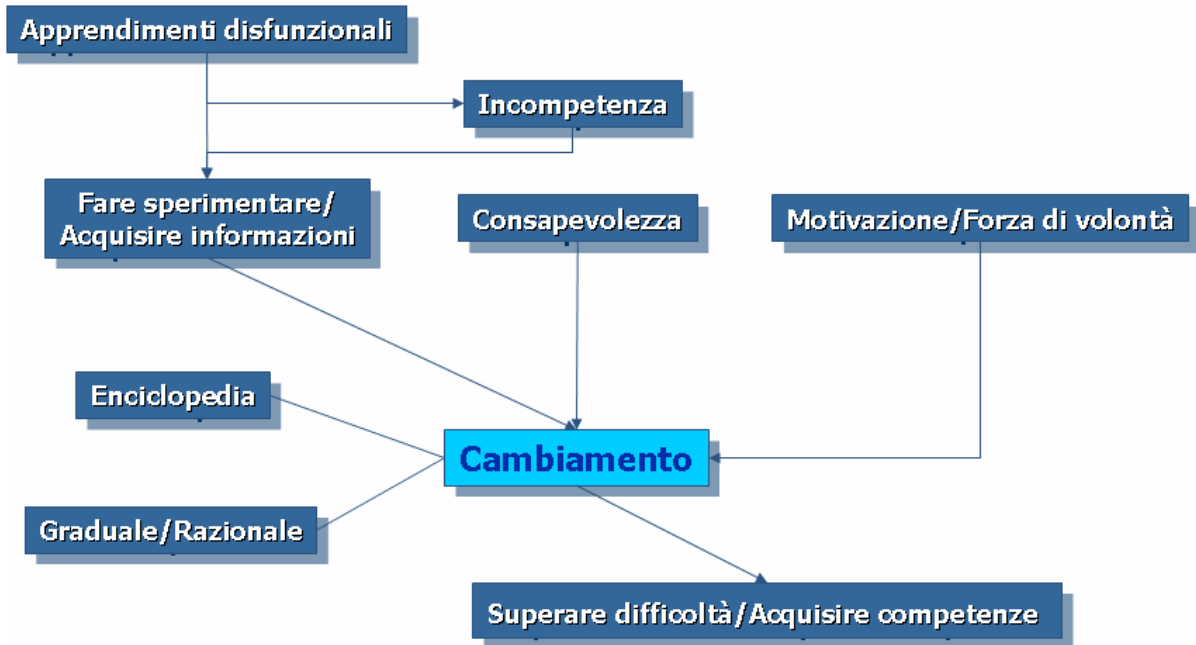 Apprendimenti disfunzionali
Incompetenza
Fare sperimentare/
Acquisire informazioni
Consapevolezza
Motivazione/Forza di volontà
Enciclopedia
Cambiamento
Graduale/Razionale
Superare difficoltà/Acquisire competenze